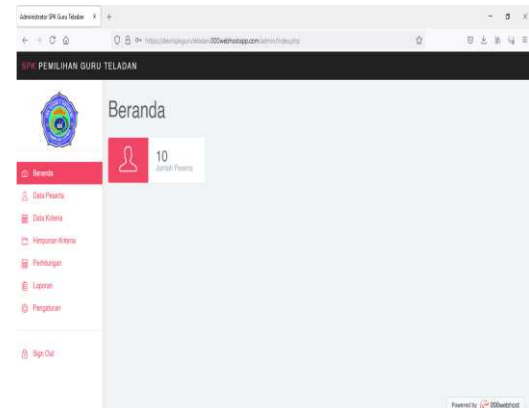 Administrator SPK Guru Teladan
SPK PEMILIHAN GURU TELADAN
Beranda
10
Jumlah Peserta
Beranda
Data Peserta
Data Kriteria
Himpunan Kriteria
Perhitungan
Laporan
Pengaturan
Sign Out
Powered by 000webhost